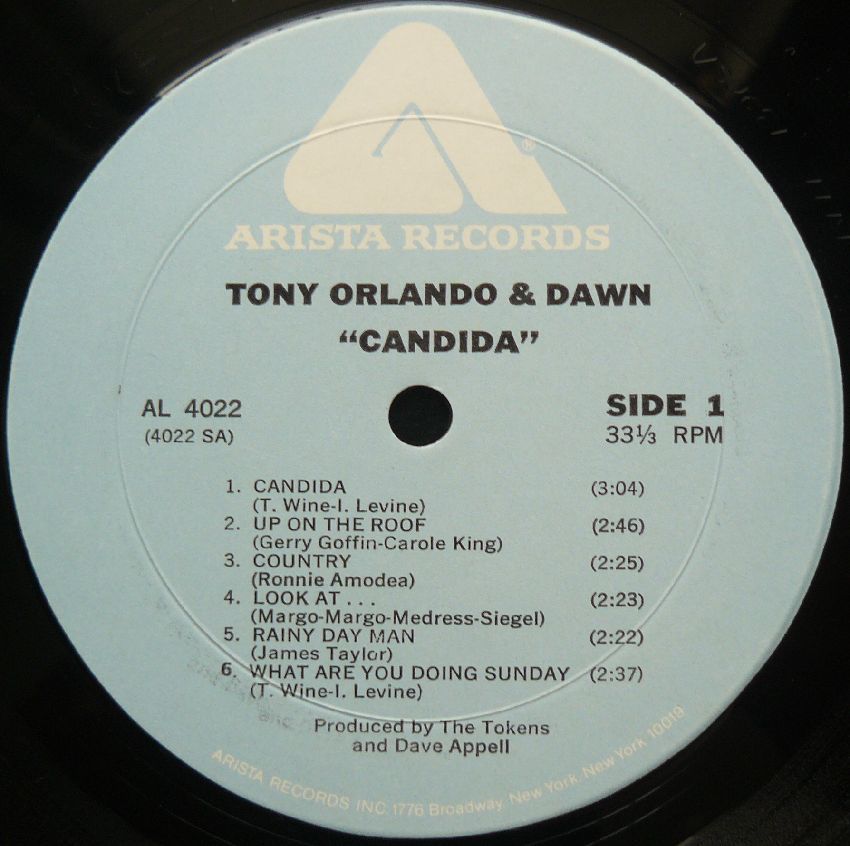 ®
ARISTA RECORDS
TONY ORLANDO & DAWN
“CANDIDA”
AL 4022
(4022 SA)
SIDE 1
33⅓ RPM
1. CANDIDA (3:04)
(T. Wine-I. Levine)
2. UP ON THE ROOF (2:46)
(Gerry Goffin-Carole King)
3. COUNTRY (2:25)
(Ronnie Amodea)
4. LOOK AT . . . (2:23)
(Margo-Margo-Medress-Siegel)
5. RAINY DAY MAN (2:22)
(James Taylor)
6. WHAT ARE YOU DOING SUNDAY (2:37)
(T. Wine-I. Levine)
Produced by The Tokens
and Dave Appell
ARISTA RECORDS INC. 1776 Broadway, New York, New York 10019